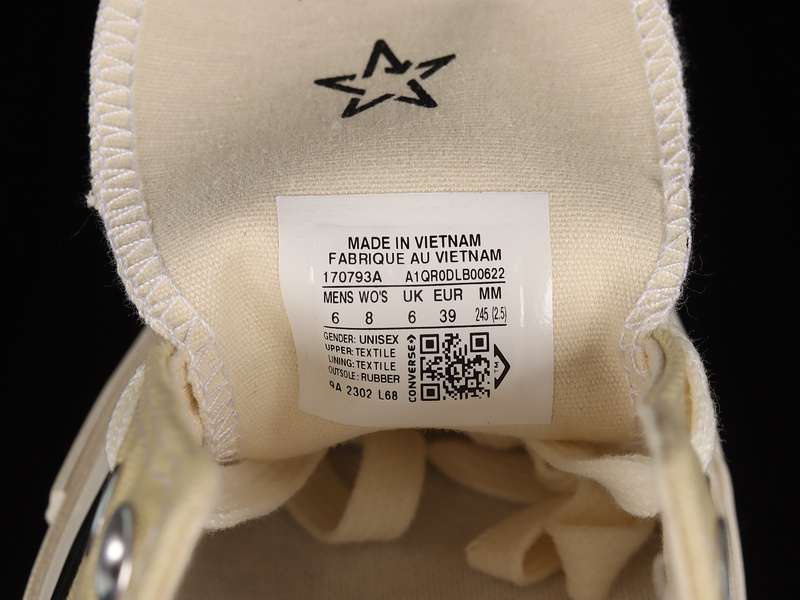 MADE IN VIETNAM
FABRIQUE AU VIETNAM
170793A A1QR0DLB00622
MENS WO'S UK EUR MM
6 8 6 39 245 (2.5)
GENDER: UNISEX
UPPER: TEXTILE
LINING: TEXTILE
OUTSOLE: RUBBER
9A 2302 L68
CONVERSE
TM